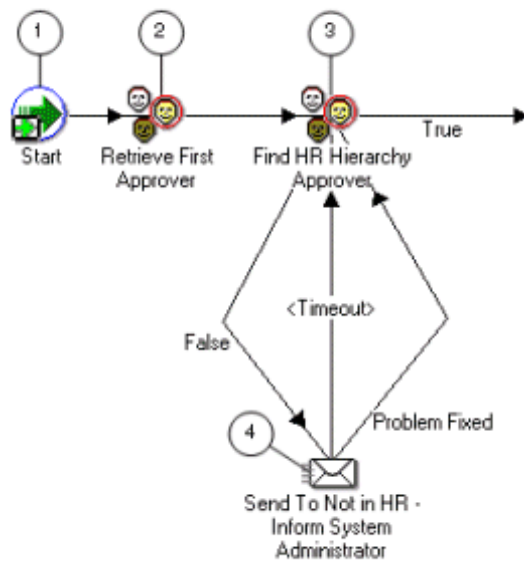 1
2
3
Start
Retrieve First
Approver
Find HR Hierarchy
Approver
True
<Timeout>
False
Problem Fixed
4
Send To Not in HR -
Inform System
Administrator